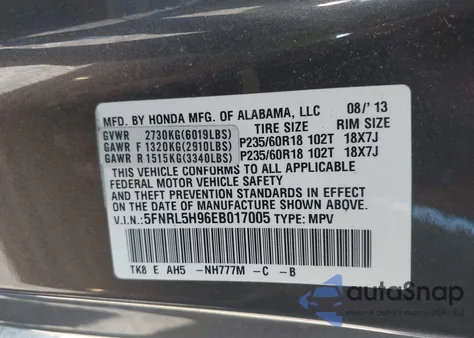 MFD. BY HONDA MFG. OF ALABAMA, LLC 08/'13
GVWR 2730KG(6019LBS) TIRE SIZE RIM SIZE
GAWR F 1320KG(2910LBS) P235/60R18 102T 18X7J
GAWR R 1515KG(3340LBS) P235/60R18 102T 18X7J
THIS VEHICLE CONFORMS TO ALL APPLICABLE
FEDERAL MOTOR VEHICLE SAFETY AND
THEFT PREVENTION STANDARDS IN EFFECT ON
THE DATE OF MANUFACTURE SHOWN ABOVE.
V.I.N.: 5FNRL5H96EB017005 TYPE: MPV
TK8 E AH5 -NH777M -C -B
autoSnap